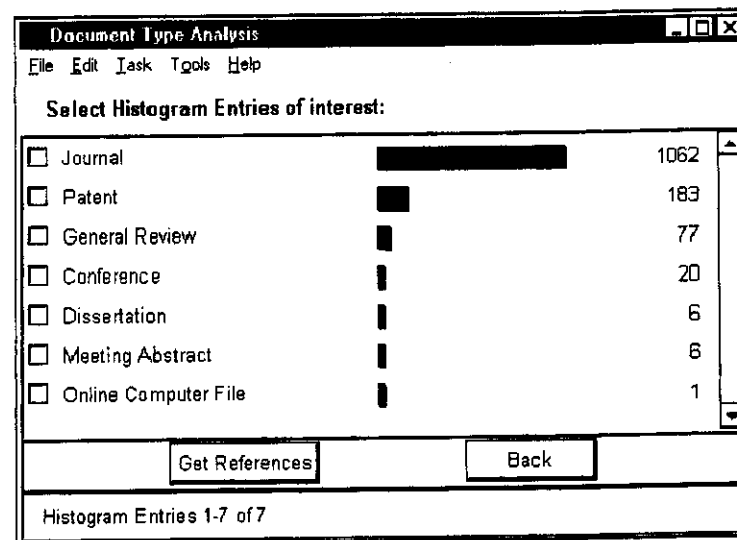 Document Type Analysis
File Edit Task Tools Help
Select Histogram Entries of interest:
Journal 1062
Patent 183
General Review 77
Conference 20
Dissertation 6
Meeting Abstract 6
Online Computer File 1
Get References Back
Histogram Entries 1-7 of 7